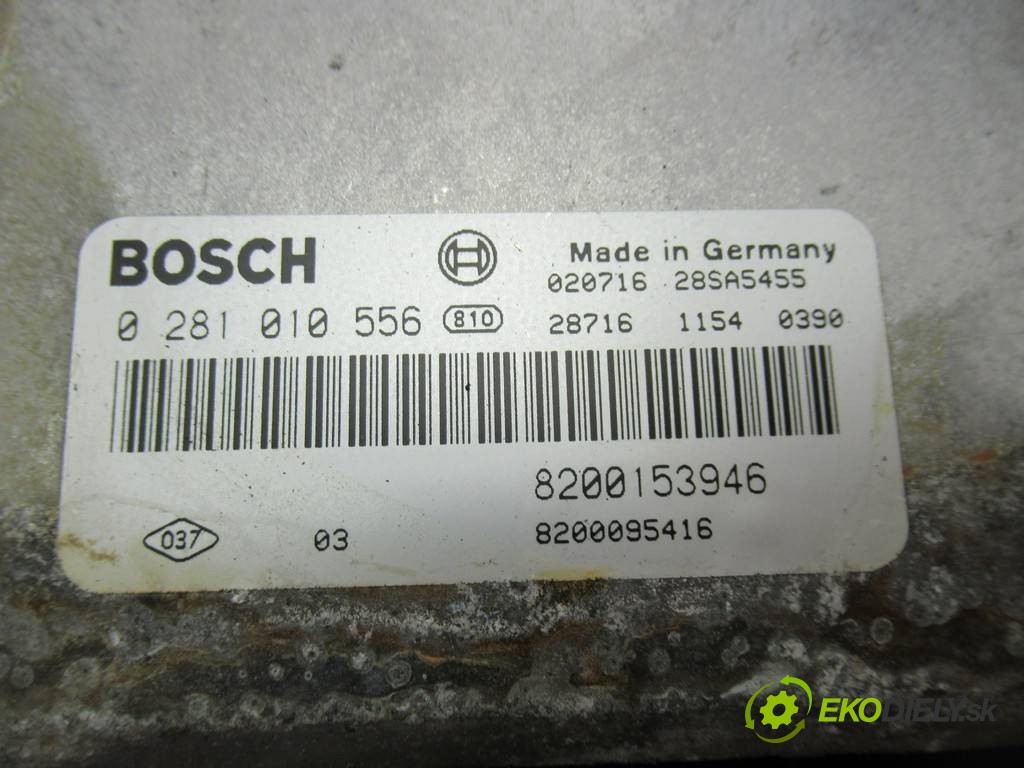 BOSCH Made in Germany
020716 28SA5455
0 281 010 556 810 28716 1154 0390
8200153946
037 03 8200095416
EKODIELY.sk